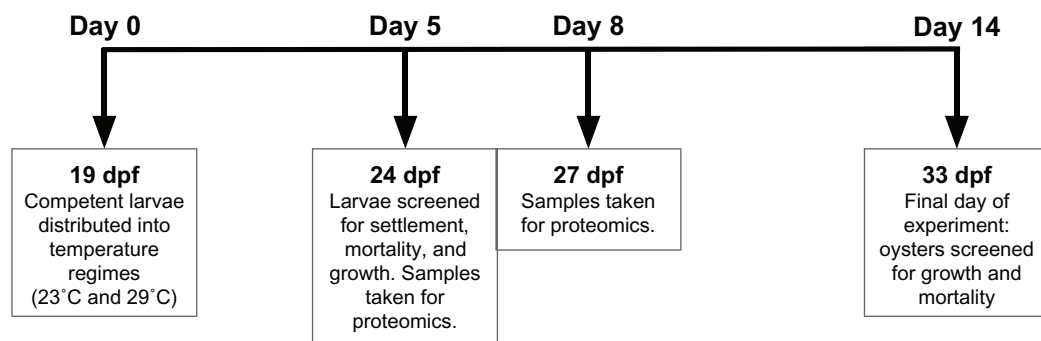 Day 0
Day 5
Day 8
Day 14
19 dpf
Competent larvae
distributed into
temperature
regimes
(23˚C and 29˚C)
24 dpf
Larvae screened
for settlement,
mortality, and
growth. Samples
taken for
proteomics.
27 dpf
Samples taken
for proteomics.
33 dpf
Final day of
experiment:
oysters screened
for growth and
mortality